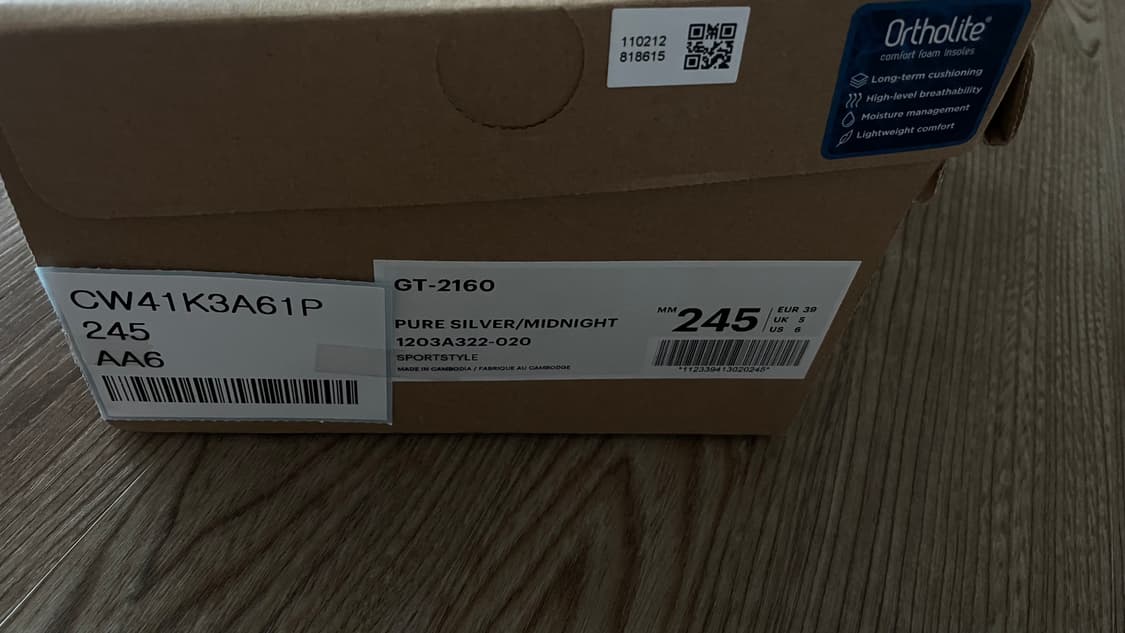 110212
818615
Ortholite®
comfort foam insoles
Long-term cushioning
High-level breathability
Moisture management
Lightweight comfort
CW41K3A61P
245
AA6
GT-2160
PURE SILVER/MIDNIGHT
1203A322-020
SPORTSTYLE
MADE IN CAMBODIA / FABRIQUE AU CAMBODGE
MM 245
EUR 39
UK 5
US 6
*112339413020245*